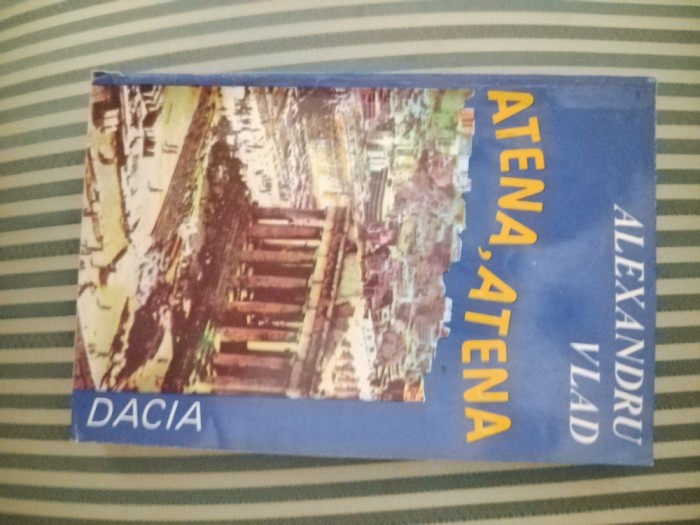 ALEXANDRU
VLAD
ATENA, ATENA
DACIA